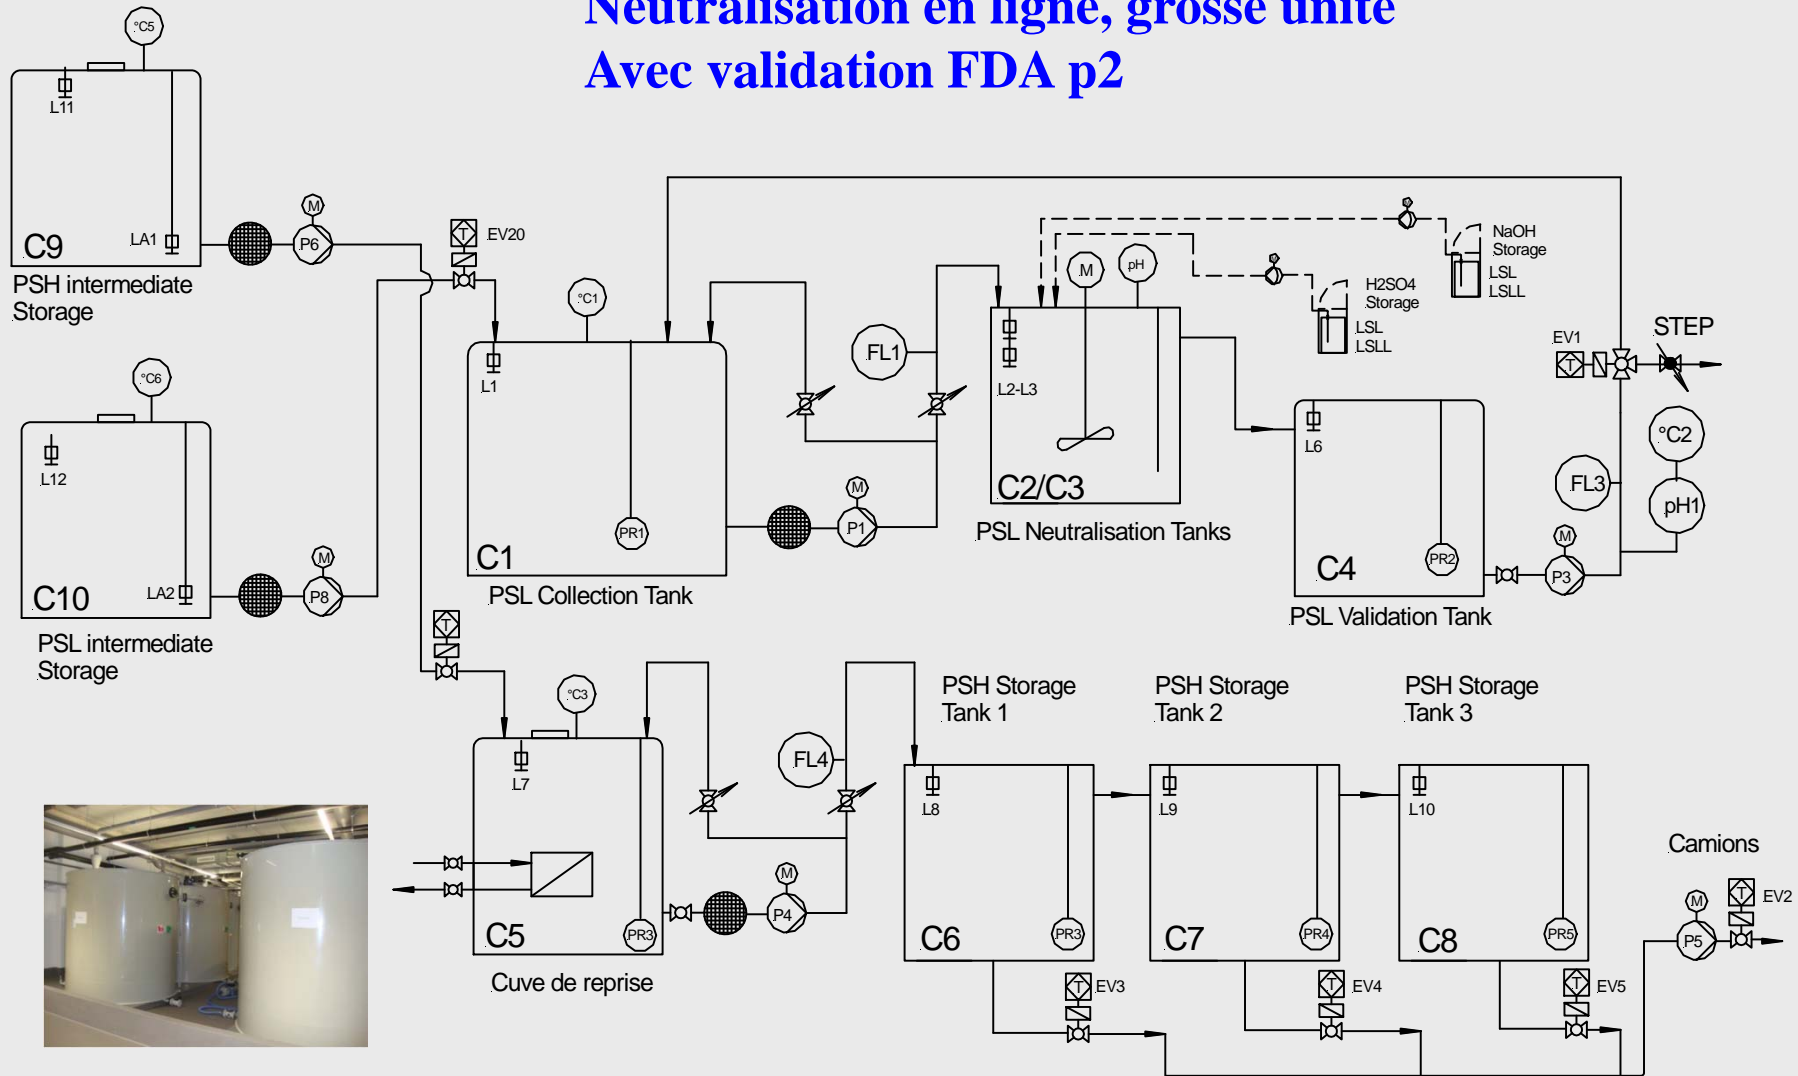 Neutralisation en ligne, grosse unité
Avec validation FDA p2
°C5
L11
LA1
C9
PSH intermediate
Storage
M
P6
T
EV20
°C6
L12
LA2
C10
PSL intermediate
Storage
M
P8
°C1
L1
PR1
C1
PSL Collection Tank
M
P1
FL1
M
pH
L2-L3
C2/C3
PSL Neutralisation Tanks
NaOH
Storage
LSL
LSLL
H2SO4
Storage
LSL
LSLL
L6
PR2
C4
PSL Validation Tank
M
P3
FL3
°C2
pH1
EV1
T
STEP
T
°C3
L7
PR3
C5
Cuve de reprise
M
P4
FL4
PSH Storage
Tank 1
L8
PR3
C6
T
EV3
PSH Storage
Tank 2
L9
PR4
C7
T
EV4
PSH Storage
Tank 3
L10
PR5
C8
T
EV5
Camions
M
P5
T
EV2